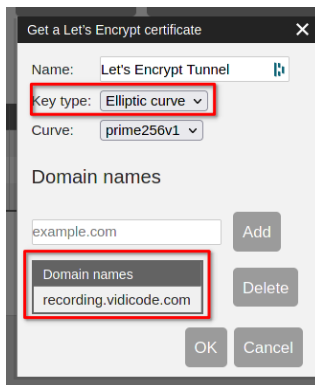 Get a Let's Encrypt certificate X
Name: Let's Encrypt Tunnel
Key type: Elliptic curve
Curve: prime256v1
Domain names
example.com Add
Domain names
recording.vidicode.com Delete
OK Cancel